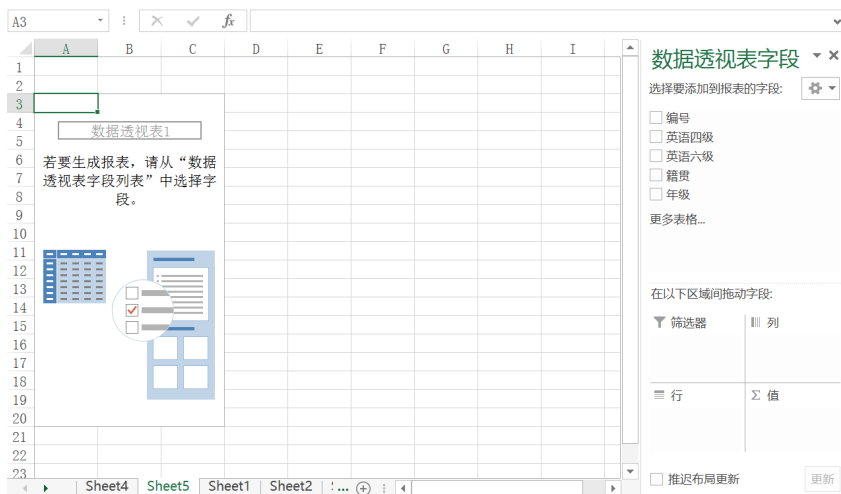 A3
fx
A B C D E F G H I
1
2
3
4
5
6
7
8
9
10
11
12
13
14
15
16
17
18
19
20
21
22
23
数据透视表1
若要生成报表，请从“数据
透视表字段列表”中选择字
段。
Sheet4 Sheet5 Sheet1 Sheet2 ...
数据透视表字段
选择要添加到报表的字段:
编号
英语四级
英语六级
籍贯
年级
更多表格...
在以下区域间拖动字段:
筛选器
列
行
Σ 值
推迟布局更新
更新